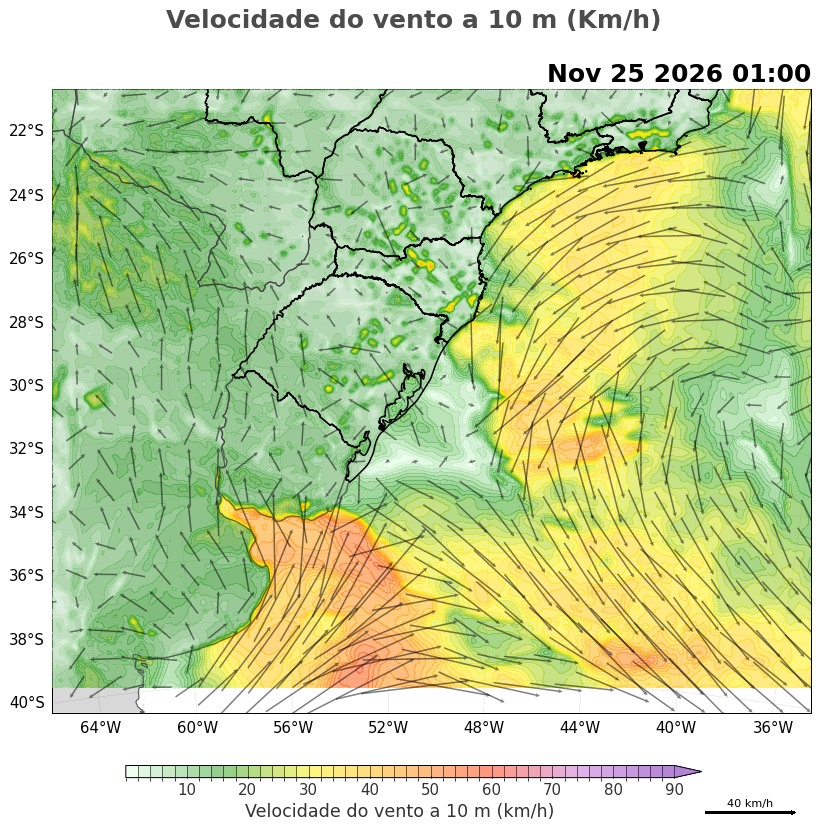 Velocidade do vento a 10 m (Km/h)
Nov 25 2026 01:00
22°S
24°S
26°S
28°S
30°S
32°S
34°S
36°S
38°S
40°S
64°W 60°W 56°W 52°W 48°W 44°W 40°W 36°W
10 20 30 40 50 60 70 80 90
Velocidade do vento a 10 m (km/h)
40 km/h